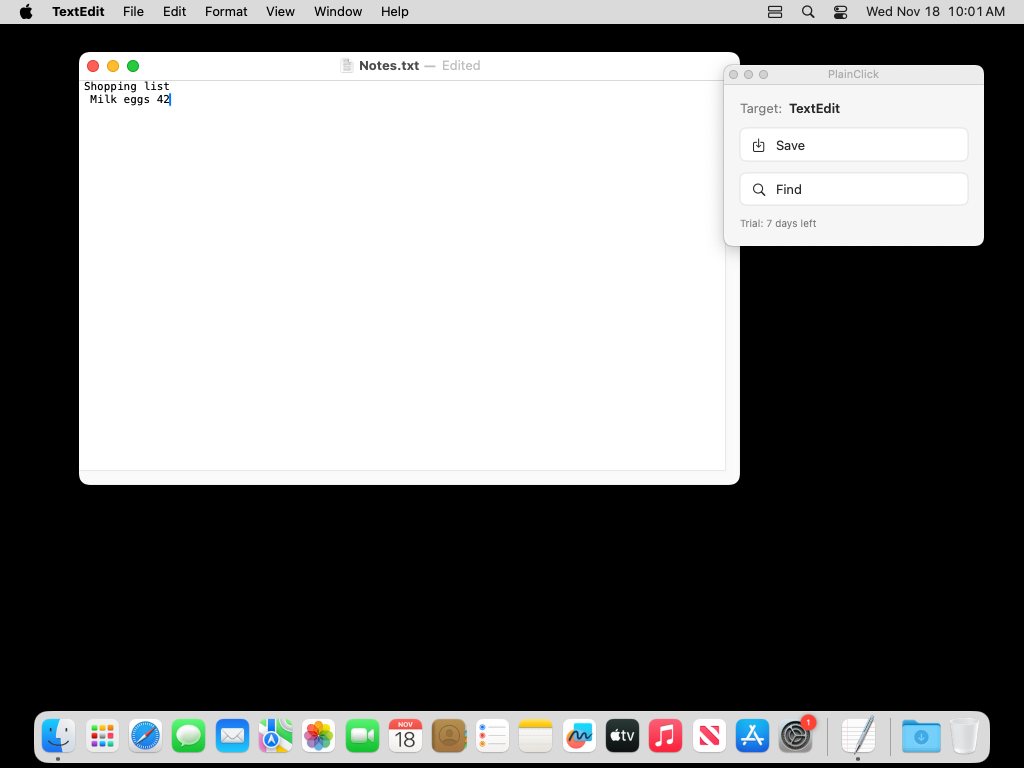 TextEdit File Edit Format View Window Help Wed Nov 18 10:01 AM
Notes.txt — Edited
Shopping list
Milk eggs 42
PlainClick
Target: TextEdit
Save
Find
Trial: 7 days left
NOV
18
tv
1